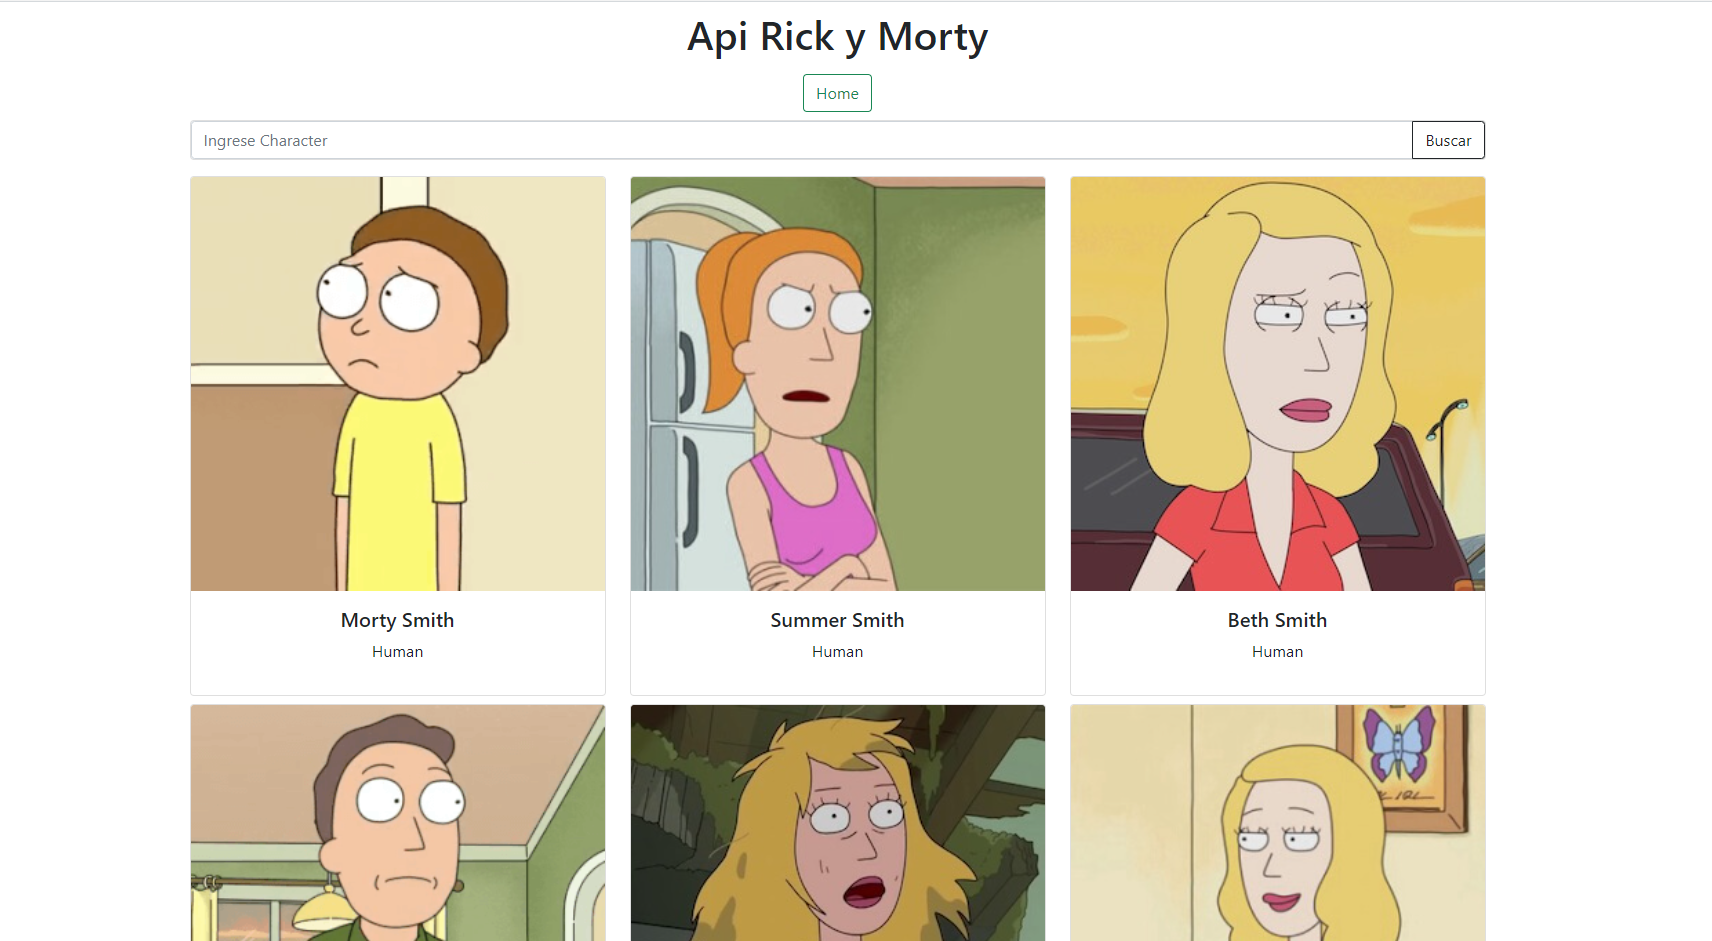 Api Rick y Morty
Home
Ingrese Character
Buscar
Morty Smith
Human
Summer Smith
Human
Beth Smith
Human